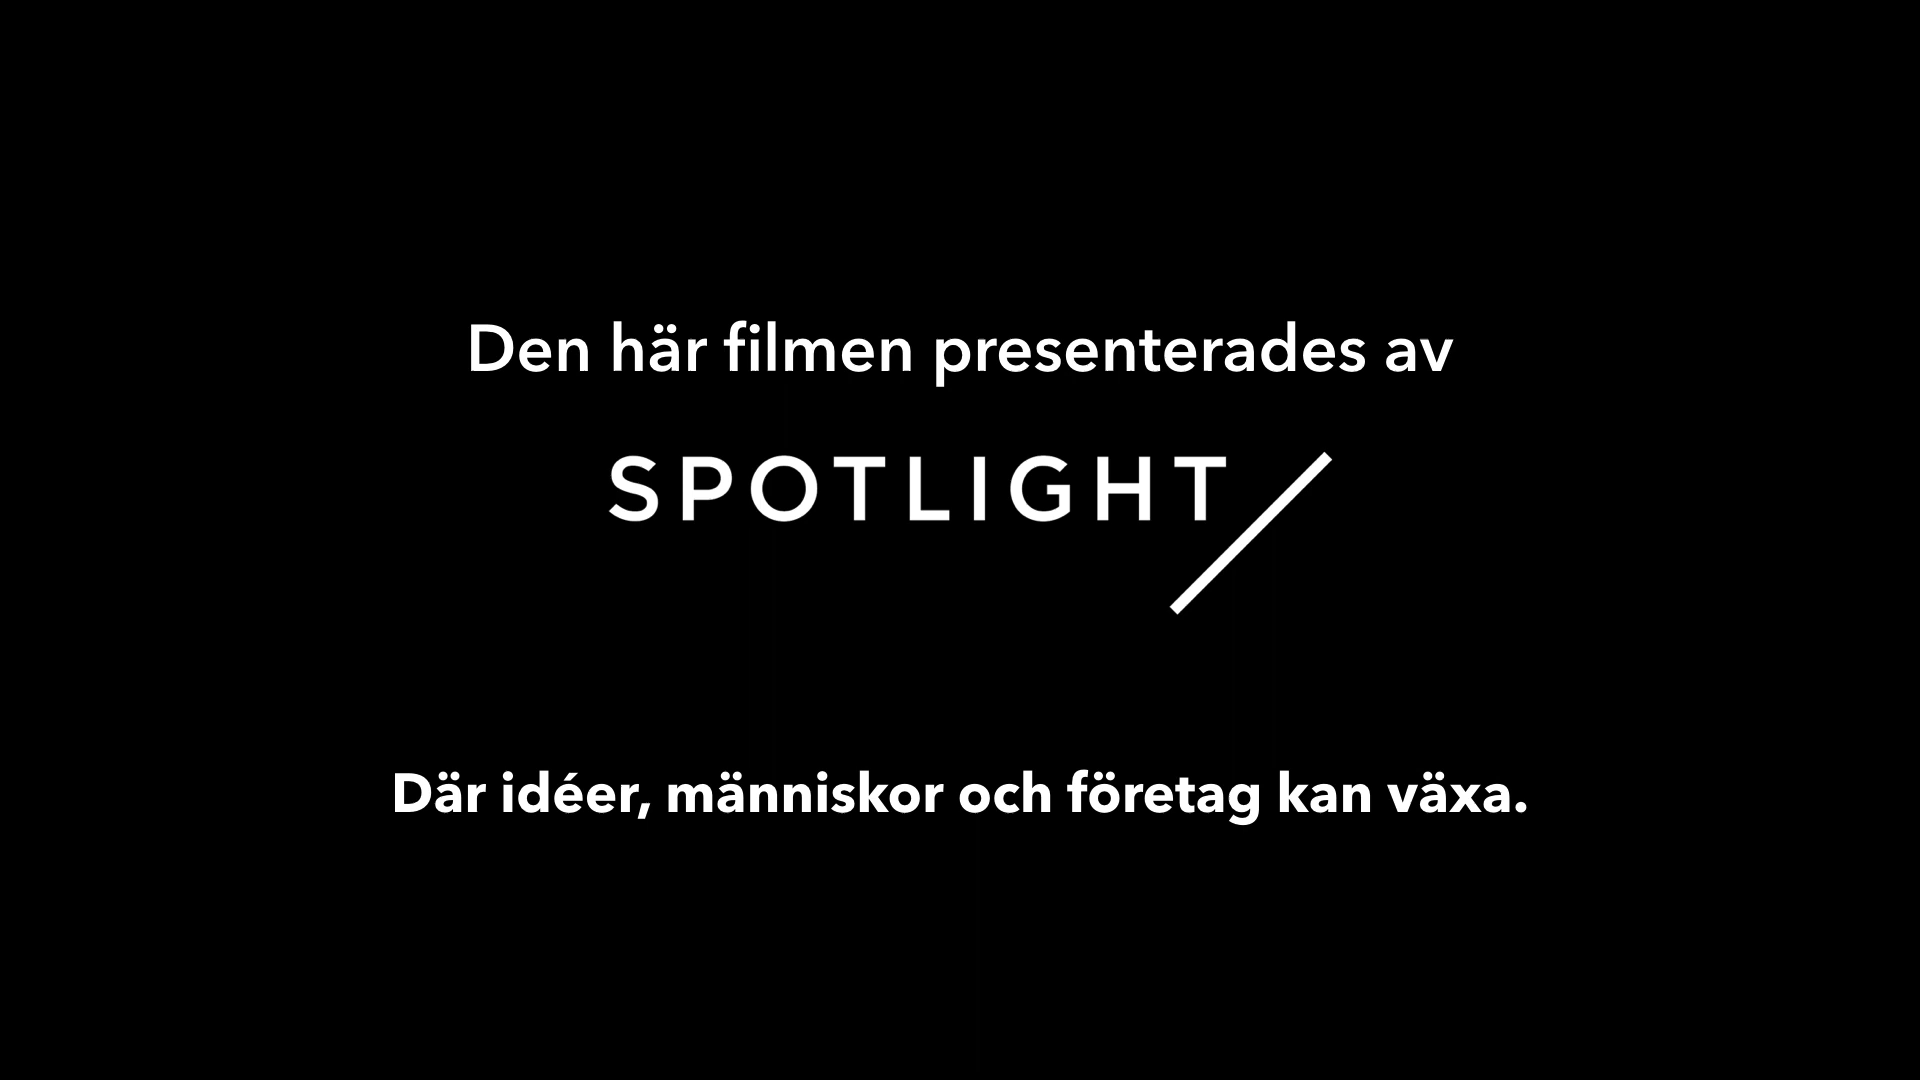 Den här filmen presenterades av
SPOTLIGHT
Där idéer, människor och företag kan växa.